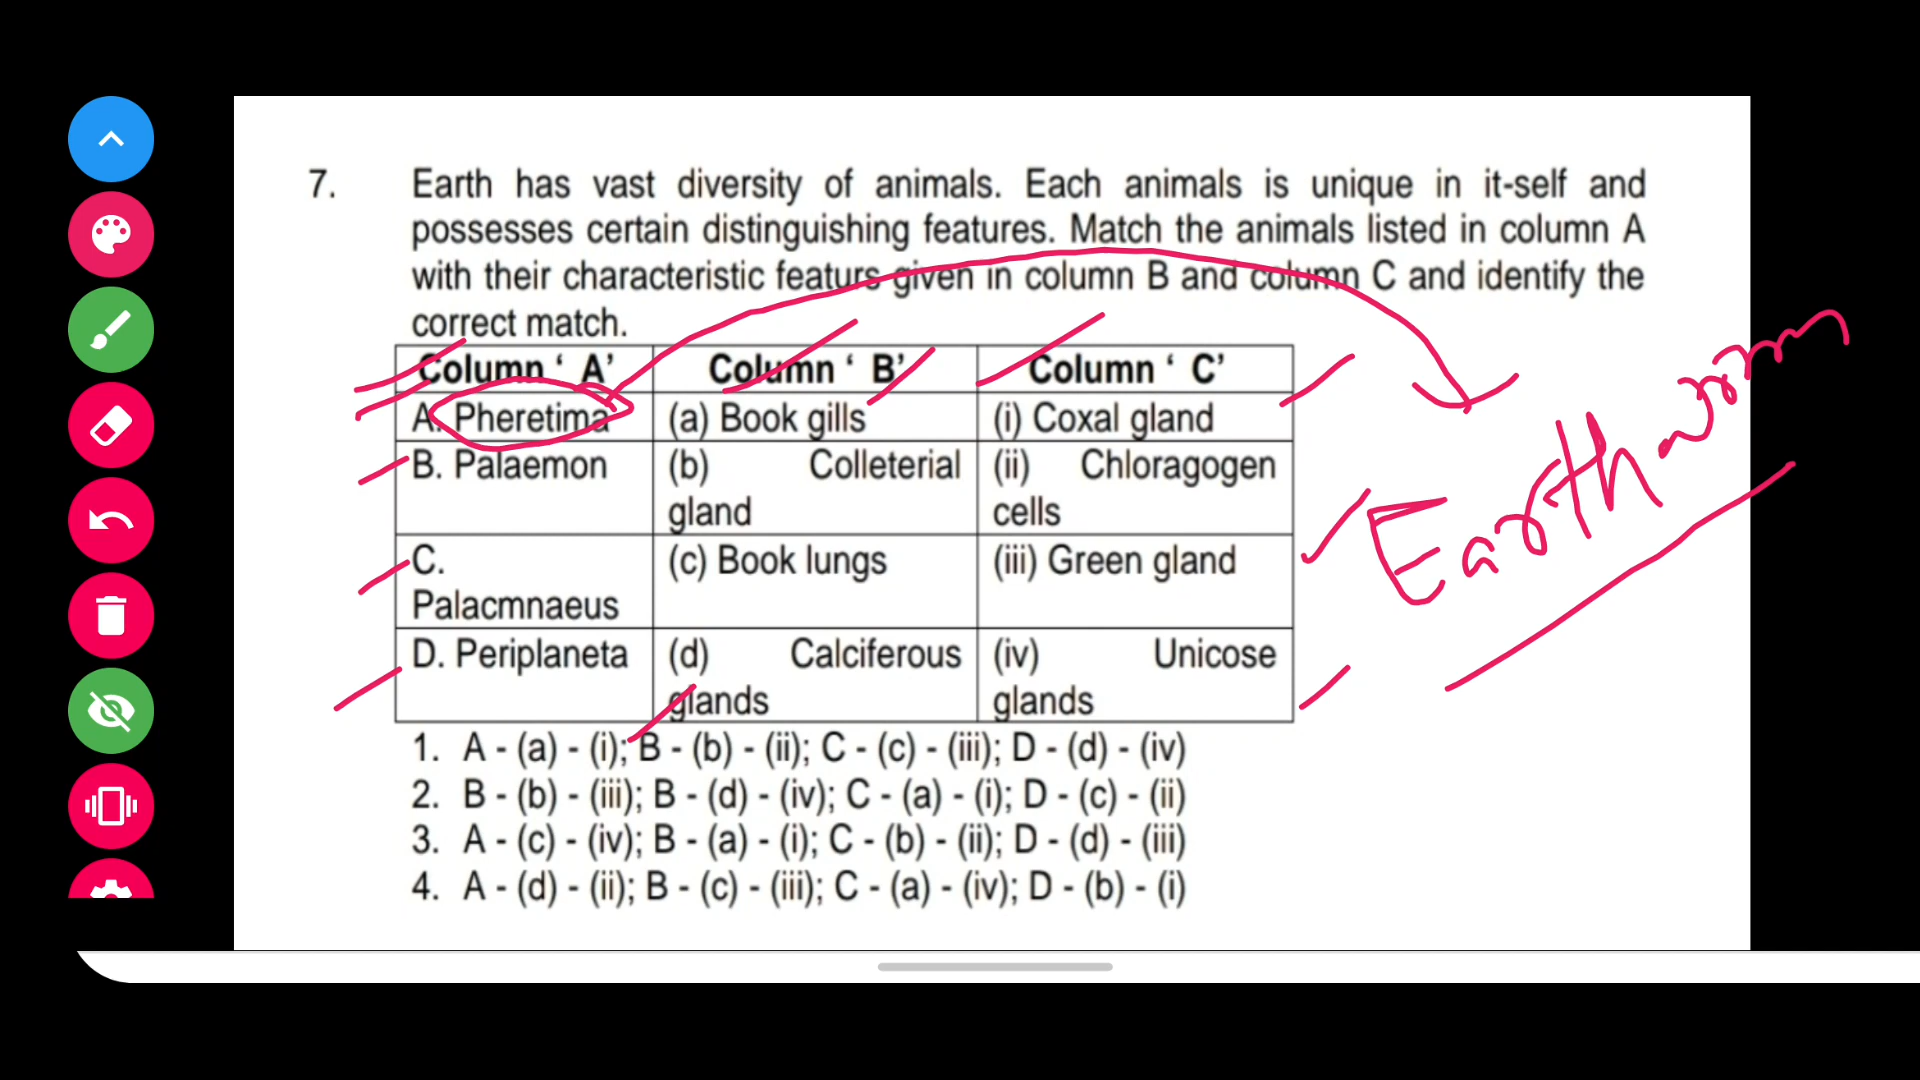 7. Earth has vast diversity of animals. Each animals is unique in it-self and
possesses certain distinguishing features. Match the animals listed in column A
with their characteristic featurs given in column B and column C and identify the
correct match.
Column ‘ A’ Column ‘ B’ Column ‘ C’
A. Pheretima (a) Book gills (i) Coxal gland
B. Palaemon (b) Colleterial (ii) Chloragogen
gland cells
C. (c) Book lungs (iii) Green gland
Palacmnaeus
D. Periplaneta (d) Calciferous (iv) Unicose
glands glands
Earthworm
1. A - (a) - (i); B - (b) - (ii); C - (c) - (iii); D - (d) - (iv)
2. B - (b) - (iii); B - (d) - (iv); C - (a) - (i); D - (c) - (ii)
3. A - (c) - (iv); B - (a) - (i); C - (b) - (ii); D - (d) - (iii)
4. A - (d) - (ii); B - (c) - (iii); C - (a) - (iv); D - (b) - (i)